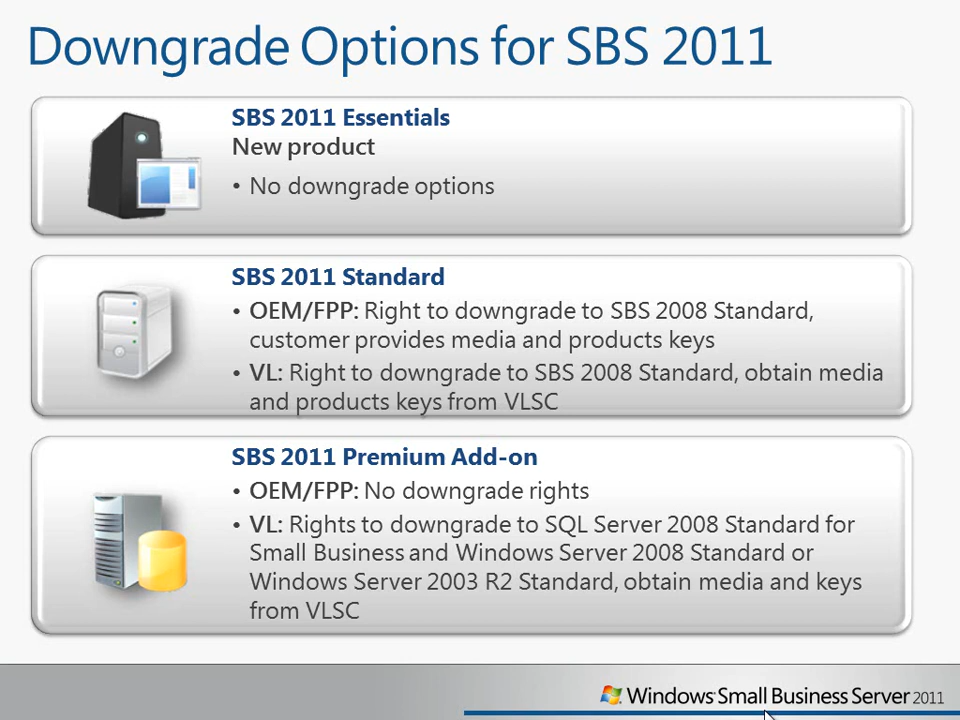 Downgrade Options for SBS 2011
SBS 2011 Essentials
New product
• No downgrade options
SBS 2011 Standard
• OEM/FPP: Right to downgrade to SBS 2008 Standard,
customer provides media and products keys
• VL: Right to downgrade to SBS 2008 Standard, obtain media
and products keys from VLSC
SBS 2011 Premium Add-on
• OEM/FPP: No downgrade rights
• VL: Rights to downgrade to SQL Server 2008 Standard for
Small Business and Windows Server 2008 Standard or
Windows Server 2003 R2 Standard, obtain media and keys
from VLSC
Windows Small Business Server 2011